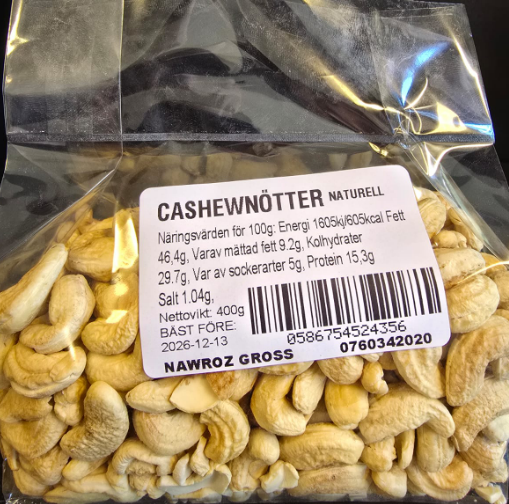 CASHEWNÖTTER NATURELL
Näringsvärden för 100g: Energi 1605kj/605kcal Fett
46,4g, Varav mättad fett 9.2g, Kolhydrater
29.7g, Var av sockerarter 5g, Protein 15,3g
Salt 1.04g,
Nettovikt: 400g
BÄST FÖRE:
2026-12-13
0586754524356
NAWROZ GROSS 0760342020